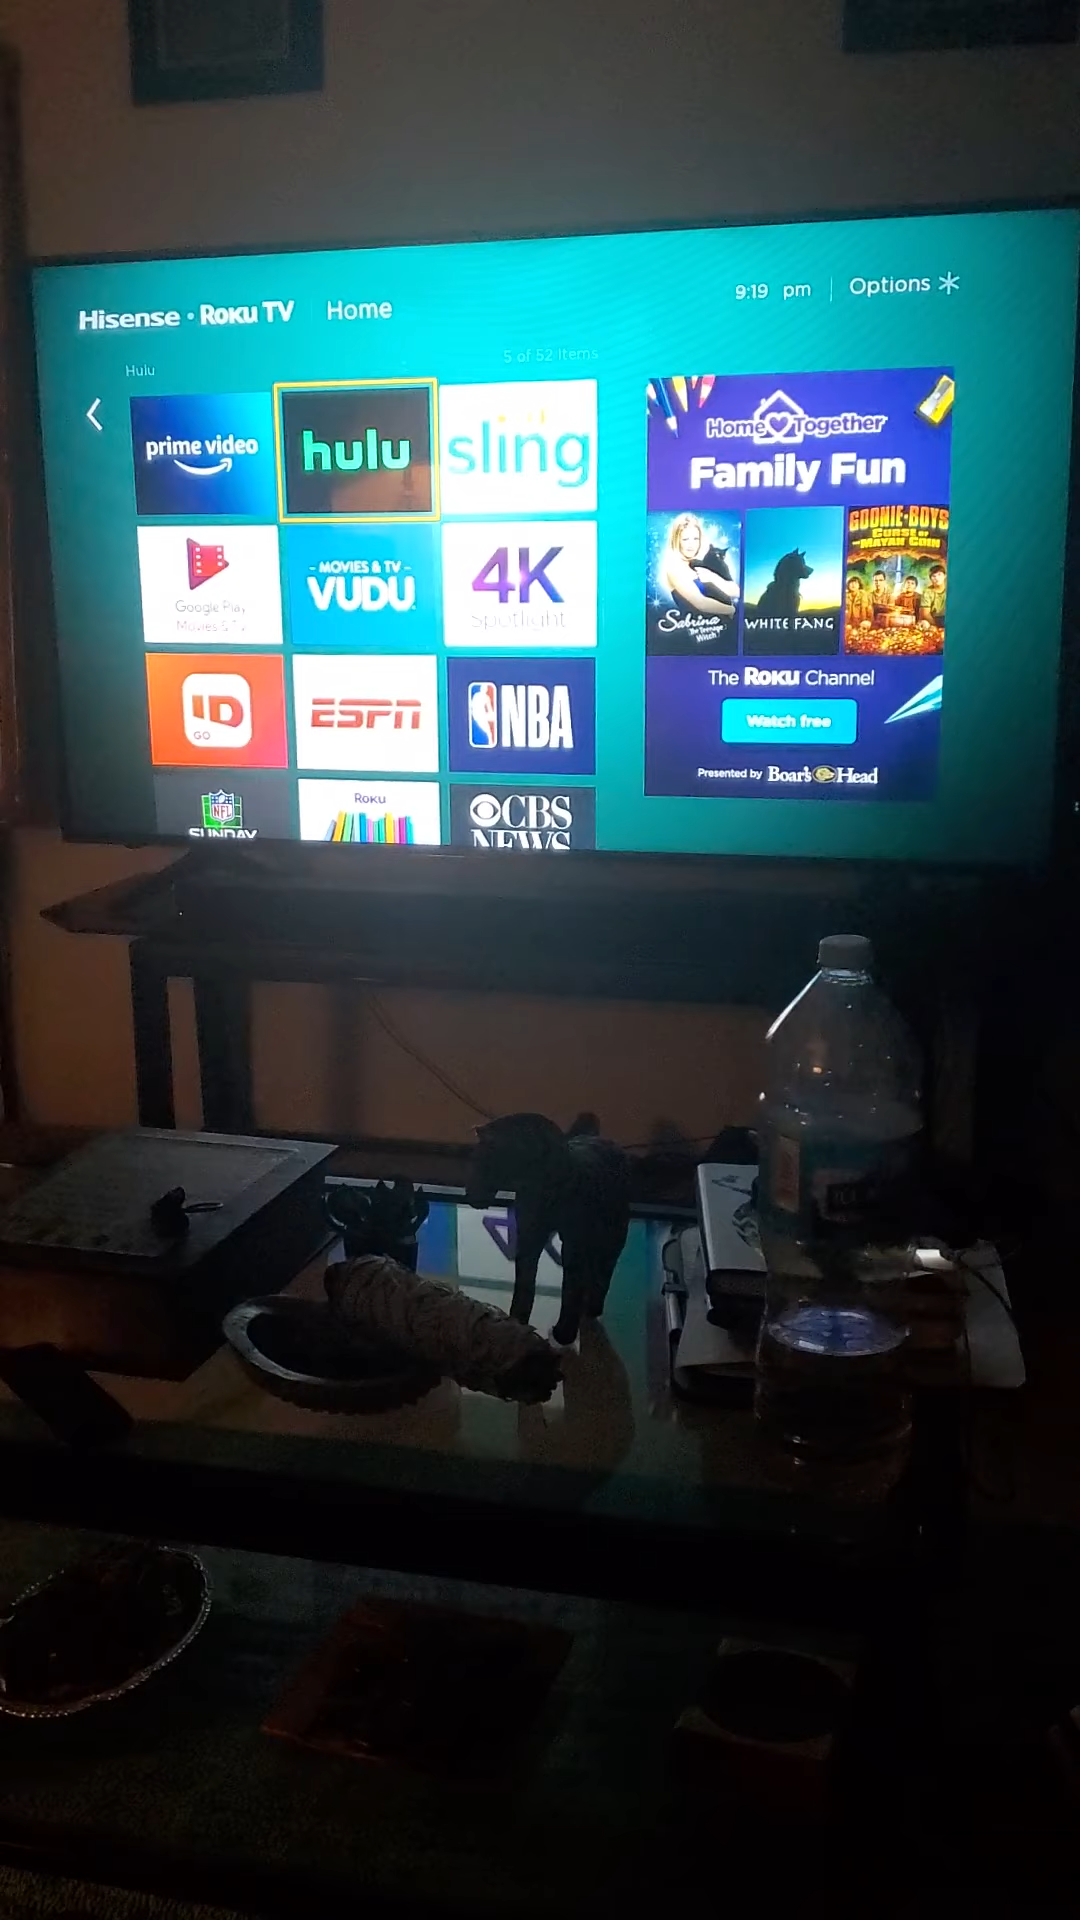 Hisense • Roku TV | Home
9:19 pm | Options
5 of 52 Items
Hulu
prime video
hulu
sling
Google Play
Movies & TV
- MOVIES & TV -
VUDU
4K
Spotlight
ID
GO
ESPN
NBA
NFL
SUNDAY
Roku
CBS
NEWS
Home Together
Family Fun
Sabrina
The Teenage
Witch
WHITE FANG
GOONIE-BOYS
CURSE OF
MAYAN COIN
The Roku Channel
Watch free
Presented by Boar's Head